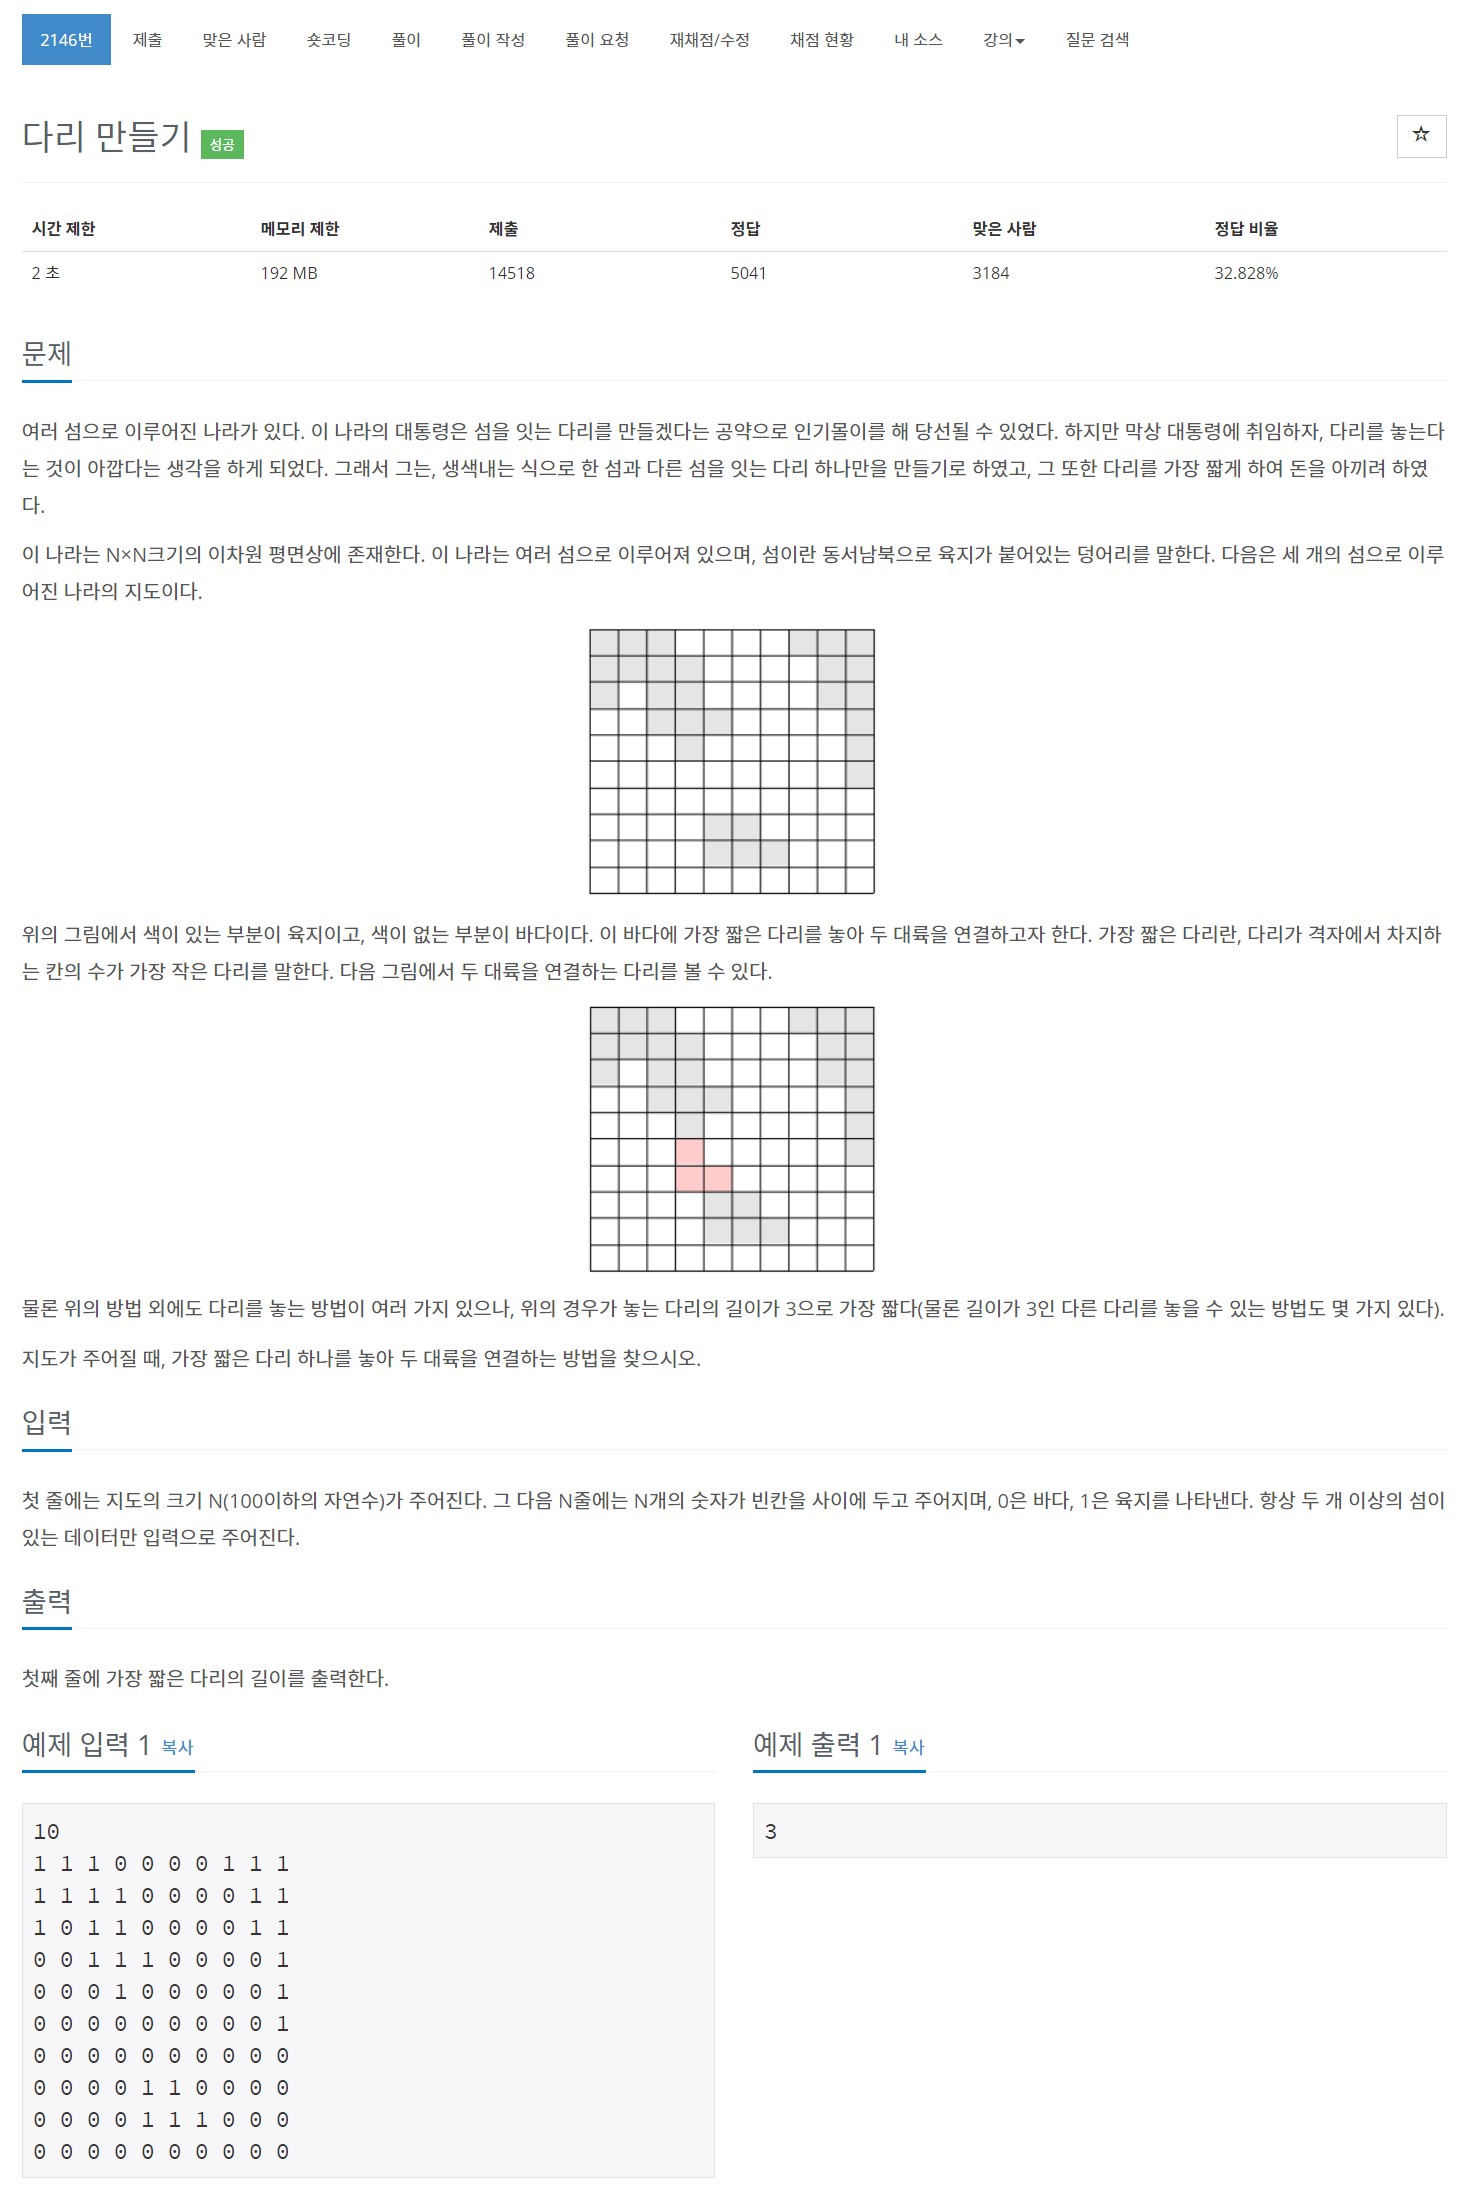 2146번 제출 맞은 사람 숏코딩 풀이 풀이 작성 풀이 요청 재채점/수정 채점 현황 내 소스 강의 질문 검색
다리 만들기 성공 ☆
시간 제한 메모리 제한 제출 정답 맞은 사람 정답 비율
2 초 192 MB 14518 5041 3184 32.828%
문제
여러 섬으로 이루어진 나라가 있다. 이 나라의 대통령은 섬을 잇는 다리를 만들겠다는 공약으로 인기몰이를 해 당선될 수 있었다. 하지만 막상 대통령에 취임하자, 다리를 놓는다
는 것이 아깝다는 생각을 하게 되었다. 그래서 그는, 생색내는 식으로 한 섬과 다른 섬을 잇는 다리 하나만을 만들기로 하였고, 그 또한 다리를 가장 짧게 하여 돈을 아끼려 하였
다.
이 나라는 N×N크기의 이차원 평면상에 존재한다. 이 나라는 여러 섬으로 이루어져 있으며, 섬이란 동서남북으로 육지가 붙어있는 덩어리를 말한다. 다음은 세 개의 섬으로 이루
어진 나라의 지도이다.
위의 그림에서 색이 있는 부분이 육지이고, 색이 없는 부분이 바다이다. 이 바다에 가장 짧은 다리를 놓아 두 대륙을 연결하고자 한다. 가장 짧은 다리란, 다리가 격자에서 차지하
는 칸의 수가 가장 작은 다리를 말한다. 다음 그림에서 두 대륙을 연결하는 다리를 볼 수 있다.
물론 위의 방법 외에도 다리를 놓는 방법이 여러 가지 있으나, 위의 경우가 놓는 다리의 길이가 3으로 가장 짧다(물론 길이가 3인 다른 다리를 놓을 수 있는 방법도 몇 가지 있다).
지도가 주어질 때, 가장 짧은 다리 하나를 놓아 두 대륙을 연결하는 방법을 찾으시오.
입력
첫 줄에는 지도의 크기 N(100이하의 자연수)가 주어진다. 그 다음 N줄에는 N개의 숫자가 빈칸을 사이에 두고 주어지며, 0은 바다, 1은 육지를 나타낸다. 항상 두 개 이상의 섬이
있는 데이터만 입력으로 주어진다.
출력
첫째 줄에 가장 짧은 다리의 길이를 출력한다.
예제 입력 1 복사
10
1 1 1 0 0 0 0 1 1 1
1 1 1 1 0 0 0 0 1 1
1 0 1 1 0 0 0 0 1 1
0 0 1 1 1 0 0 0 0 1
0 0 0 1 0 0 0 0 0 1
0 0 0 0 0 0 0 0 0 1
0 0 0 0 0 0 0 0 0 0
0 0 0 0 1 1 0 0 0 0
0 0 0 0 1 1 1 0 0 0
0 0 0 0 0 0 0 0 0 0
예제 출력 1 복사
3